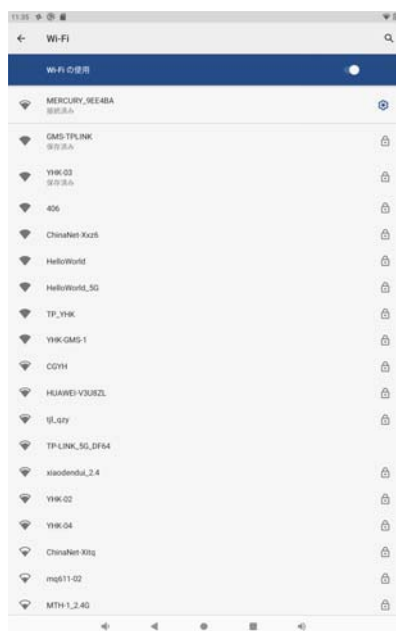 11:35
Wi-Fi
Wi-Fi の使用
MERCURY_9EE4BA
接続済み
GMS-TPLINK
保存済み
YHK-03
保存済み
406
ChinaNet-Xxz6
HelloWorld
HelloWorld_5G
TP_YHK
YHK-GMS-1
CGYH
HUAWEI-V3U8ZL
tjl_qzy
TP-LINK_5G_DF64
xiaodendui_2.4
YHK-02
YHK-04
ChinaNet-Xitq
mq611-02
MTH-1_2.4G